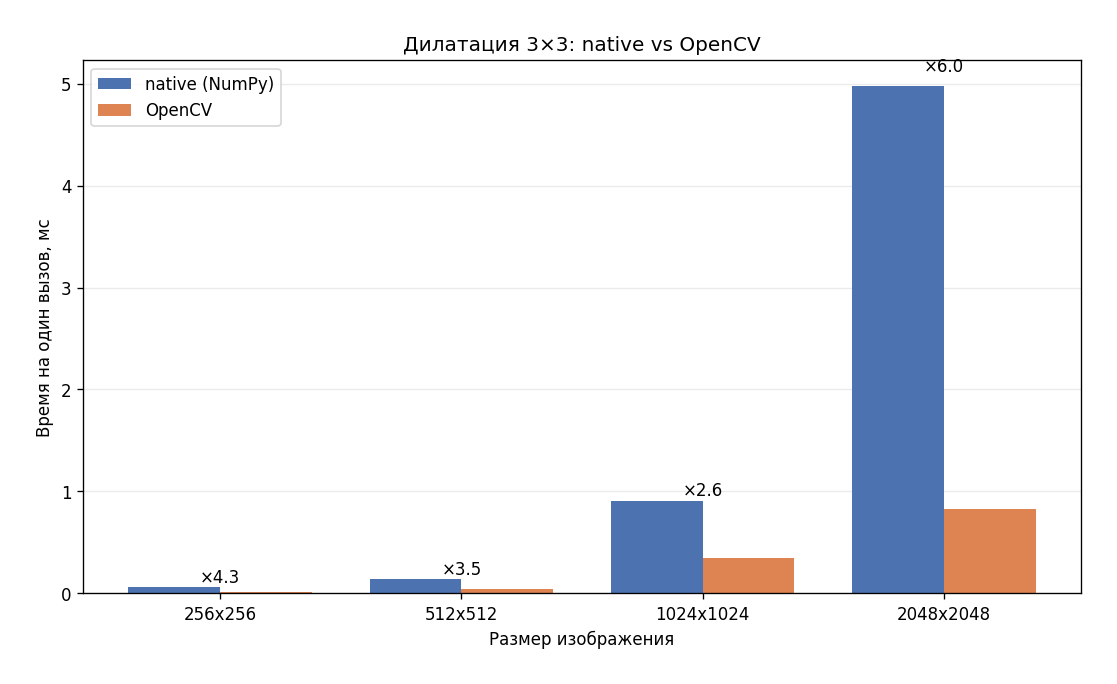 Дилатация 3×3: native vs OpenCV
native (NumPy)
OpenCV
×6.0
×2.6
×3.5
×4.3
Время на один вызов, мс
5
4
3
2
1
0
256x256
512x512
1024x1024
2048x2048
Размер изображения